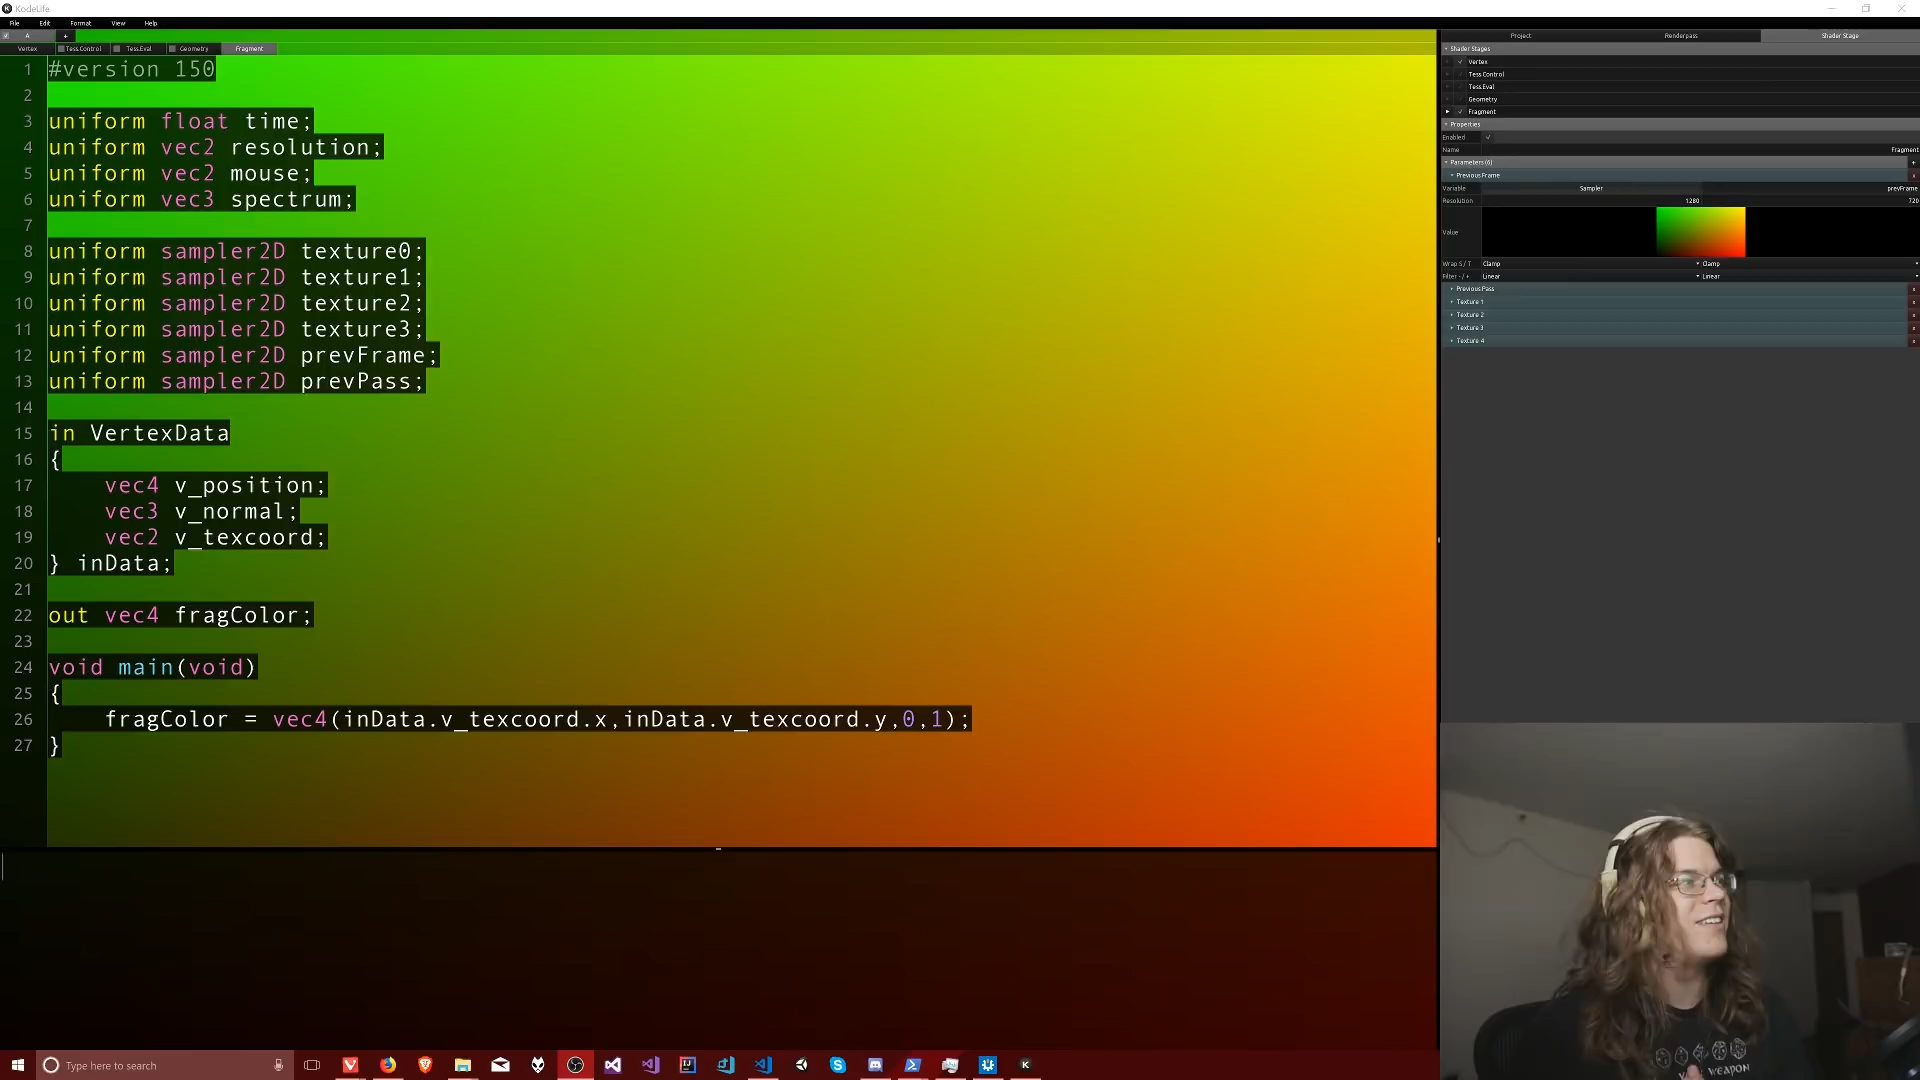 KodeLife
File Edit Format View Help
A +
Vertex Tess.Control Tess.Eval Geometry Fragment
1 #version 150
2
3 uniform float time;
4 uniform vec2 resolution;
5 uniform vec2 mouse;
6 uniform vec3 spectrum;
7
8 uniform sampler2D texture0;
9 uniform sampler2D texture1;
10 uniform sampler2D texture2;
11 uniform sampler2D texture3;
12 uniform sampler2D prevFrame;
13 uniform sampler2D prevPass;
14
15 in VertexData
16 {
17 vec4 v_position;
18 vec3 v_normal;
19 vec2 v_texcoord;
20 } inData;
21
22 out vec4 fragColor;
23
24 void main(void)
25 {
26 fragColor = vec4(inData.v_texcoord.x,inData.v_texcoord.y,0,1);
27 }
Project Renderpass Shader Stage
Shader Stages
Vertex
Tess.Control
Tess.Eval
Geometry
Fragment
Properties
Enabled
Name Fragment
Parameters (6) +
Previous Frame x
Variable Sampler prevFrame
Resolution 1280 720
Value
Wrap S / T Clamp Clamp
Filter - / + Linear Linear
Previous Pass x
Texture 1 x
Texture 2 x
Texture 3 x
Texture 4 x
WEAPON
Type here to search